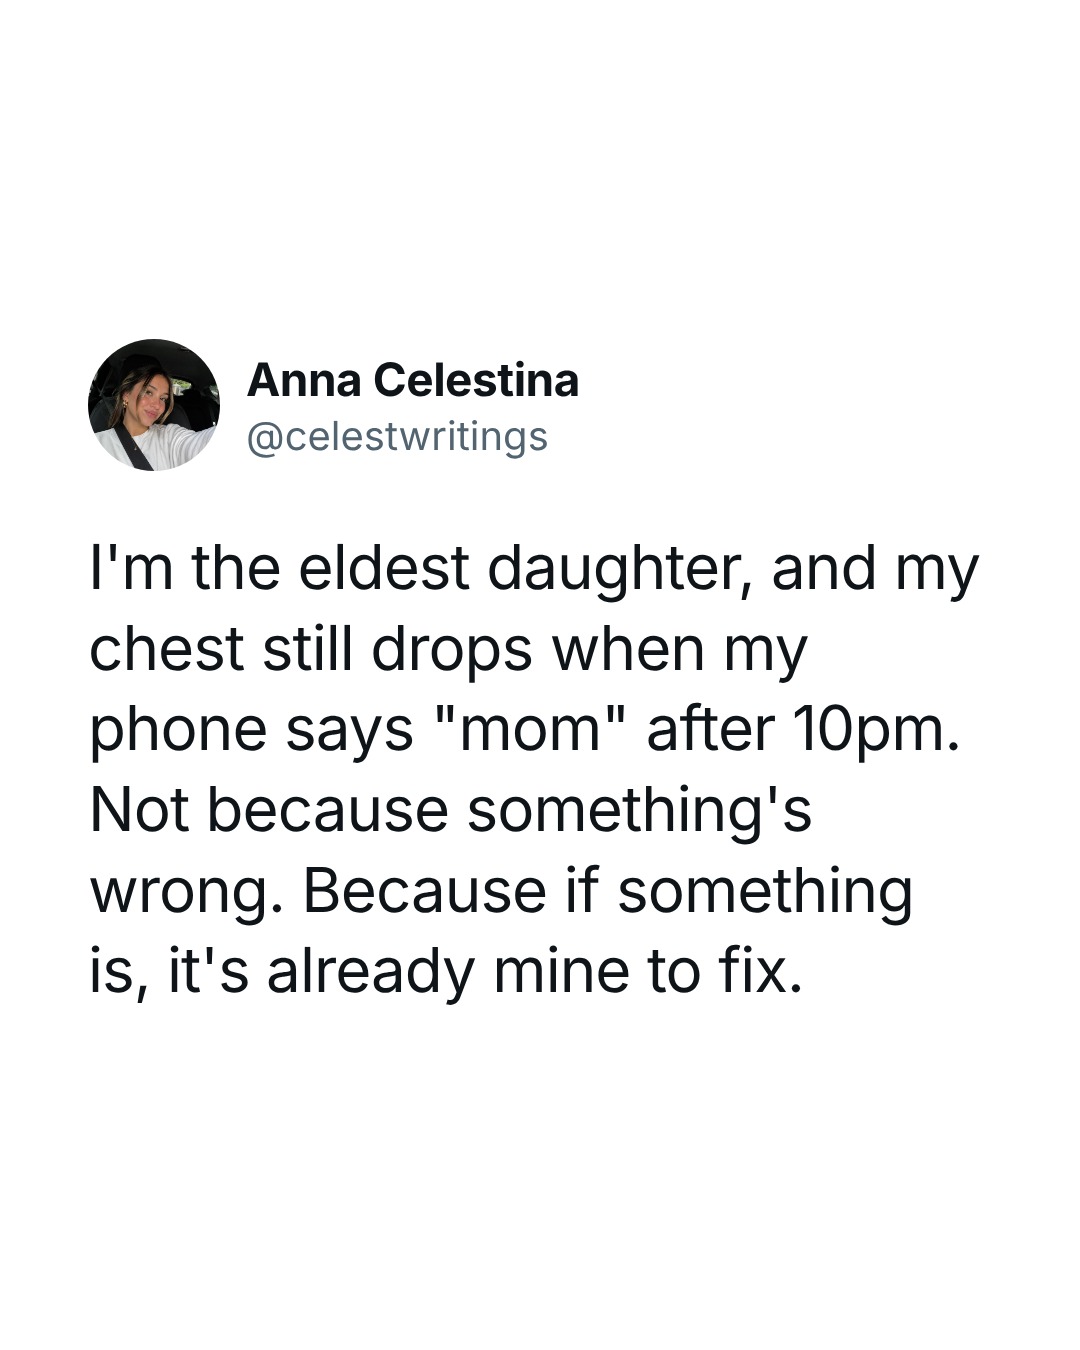 Anna Celestina
@celestwritings
I'm the eldest daughter, and my
chest still drops when my
phone says "mom" after 10pm.
Not because something's
wrong. Because if something
is, it's already mine to fix.